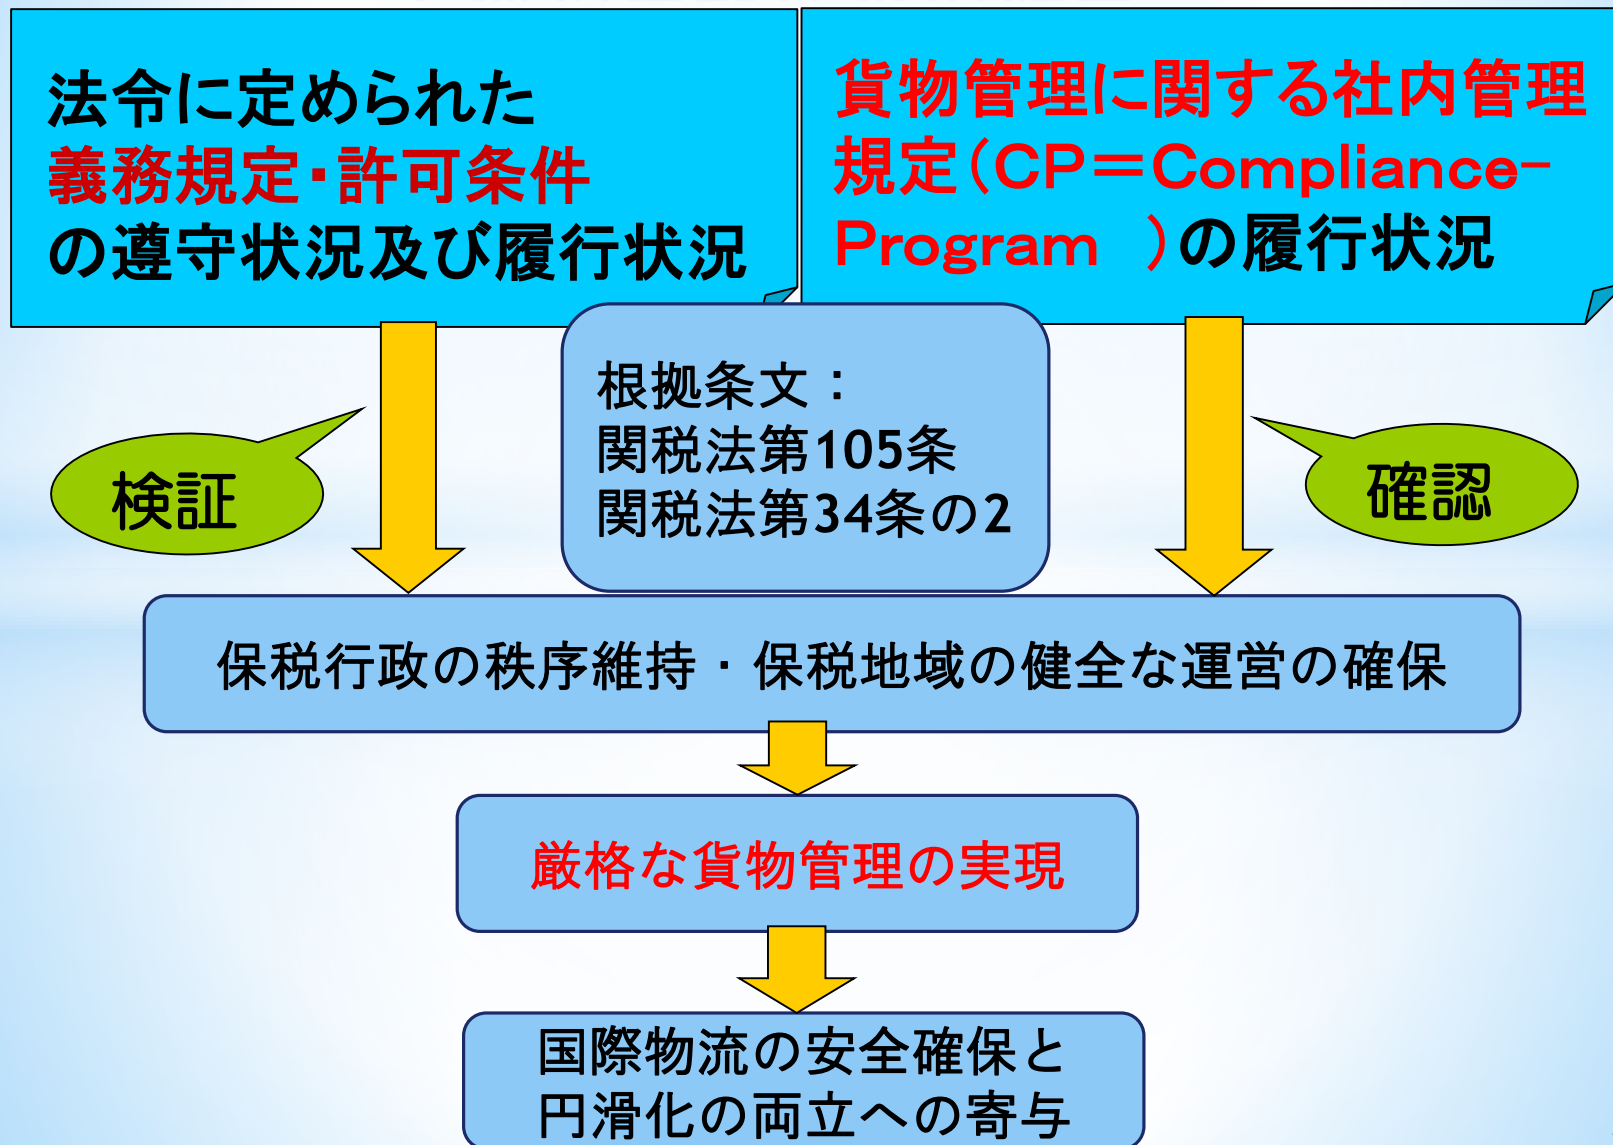 法令に定められた
義務規定・許可条件
の遵守状況及び履行状況
貨物管理に関する社内管理
規定(CP=Compliance-
Program )の履行状況
根拠条文：
関税法第105条
関税法第34条の2
検証
確認
保税行政の秩序維持・保税地域の健全な運営の確保
厳格な貨物管理の実現
国際物流の安全確保と
円滑化の両立への寄与